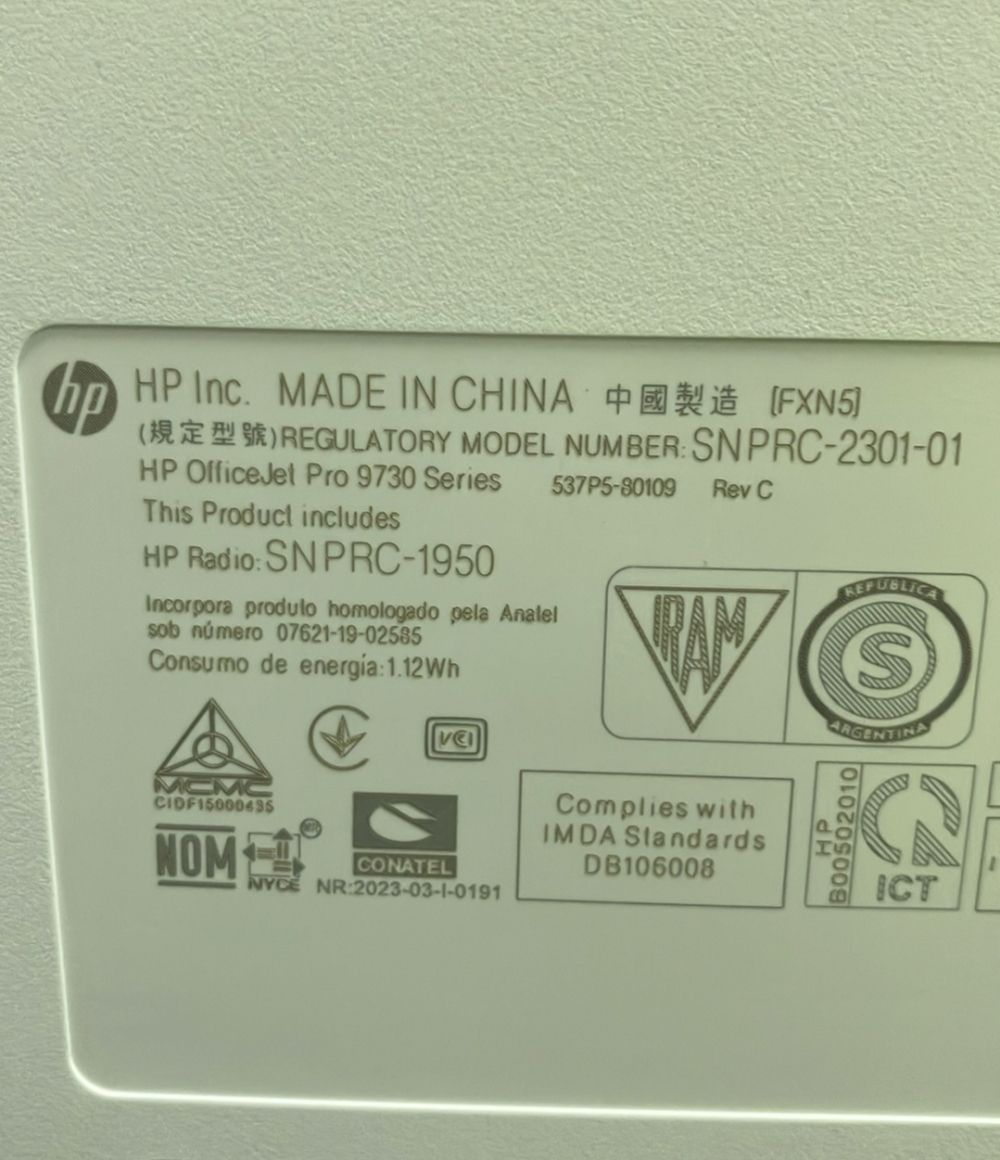 hp
HP Inc. MADE IN CHINA 中國製造 [FXN5]
(規定型號)REGULATORY MODEL NUMBER: SNPRC-2301-01
HP OfficeJet Pro 9730 Series 537P5-80109 Rev C
This Product includes
HP Radio: SNPRC-1950
Incorpora produto homologado pela Anatel
sob número 07621-19-02585
Consumo de energía:1.12Wh
IRAM
REPUBLICA
S
ARGENTINA
MCMC
CIDF15000435
VCI
NOM
NYCE
CONATEL
NR:2023-03-I-0191
Complies with
IMDA Standards
DB106008
HP
B00502010
ICT